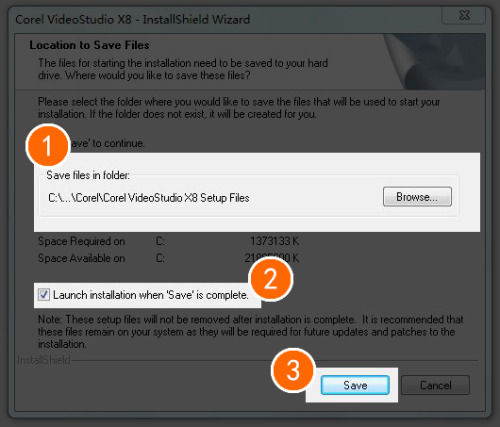 Corel VideoStudio X8 - InstallShield Wizard
Location to Save Files
The files for starting the installation need to be saved to your hard
drive. Where would you like to save these files?
Please select the folder where you would like to save the files that will be used to start your
installation. If the folder does not exist, it will be created for you.
1
'Save' to continue.
Save files in folder:
C:\...\Corel\Corel VideoStudio X8 Setup Files
Browse...
Space Required on C: 1373133 K
Space Available on C: K
2
Launch installation when 'Save' is complete.
Note: These setup files will not be removed after installation is complete. It is recommended that
these files remain on your system as they will be required for future updates and patches to the
installation.
InstallShield
3
Save
Cancel